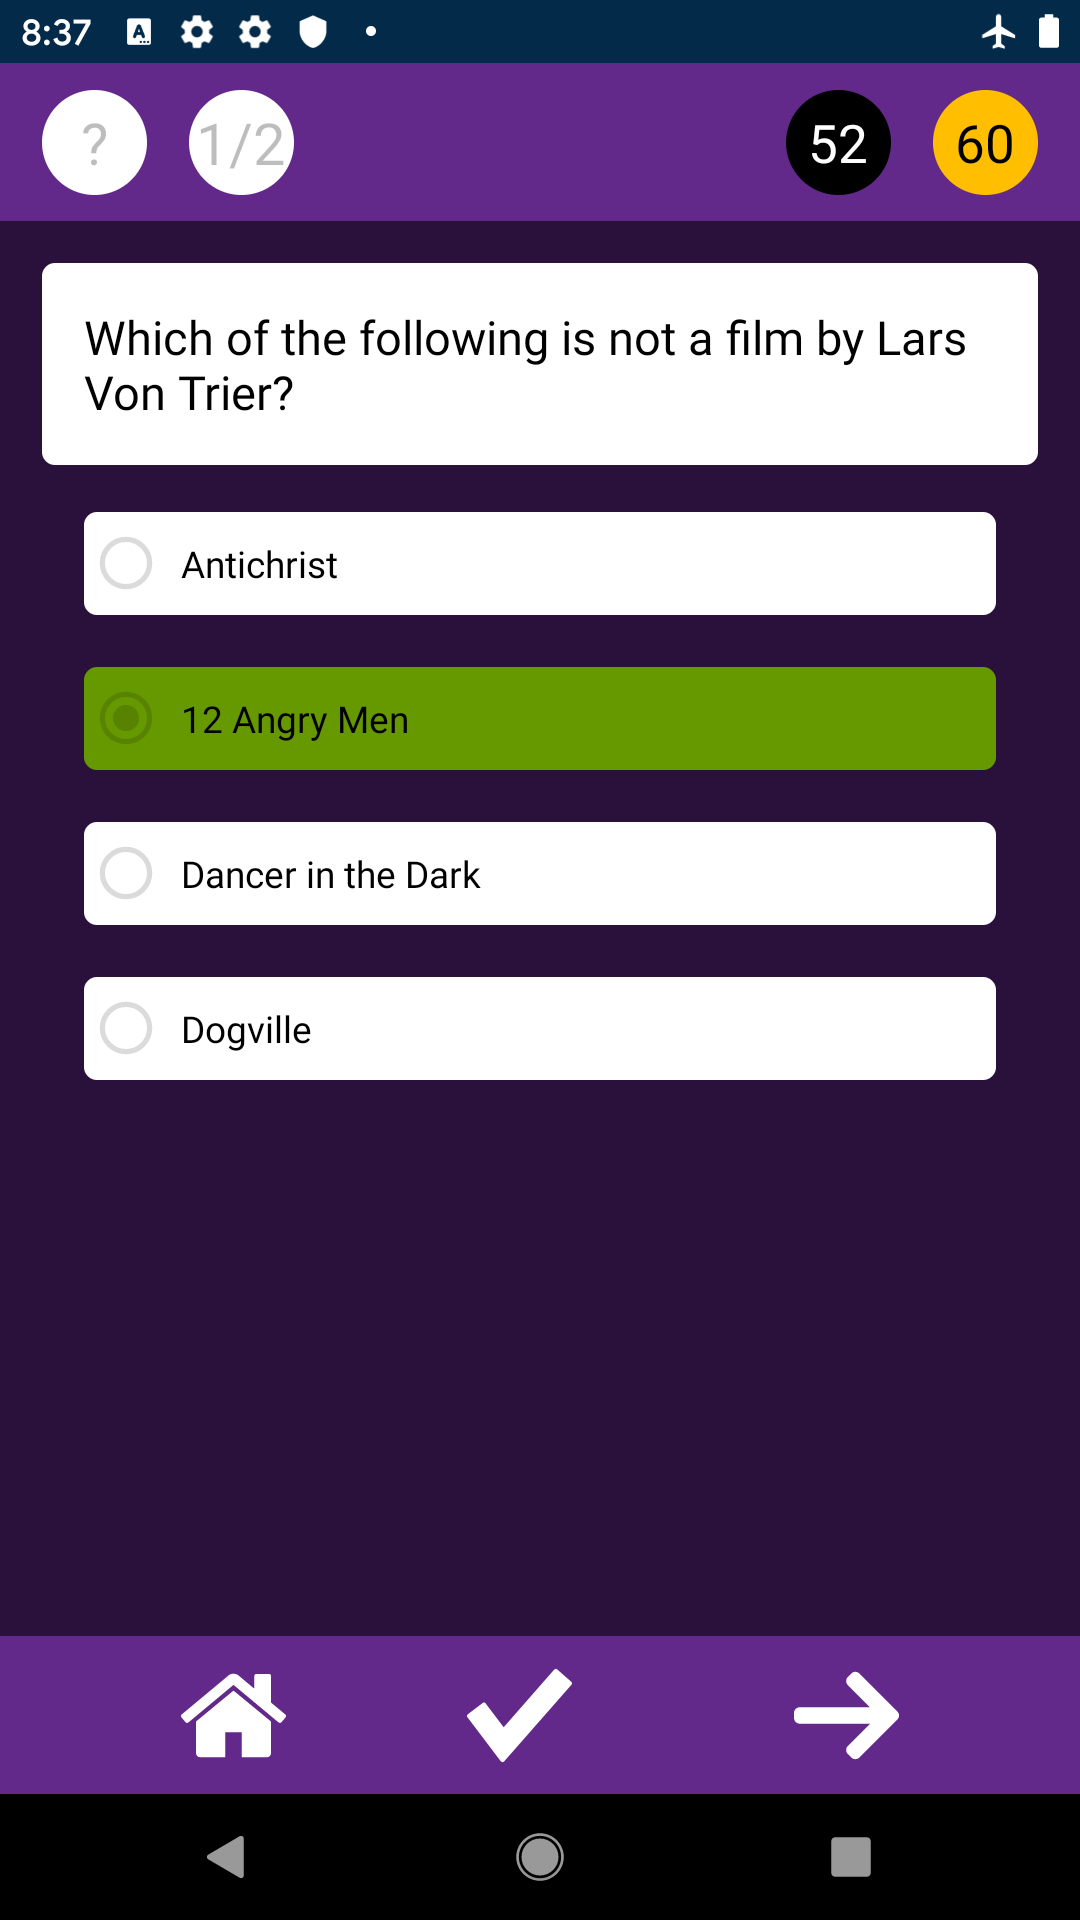 8:37
?
1/2
52
60
Which of the following is not a film by Lars
Von Trier?
Antichrist
12 Angry Men
Dancer in the Dark
Dogville